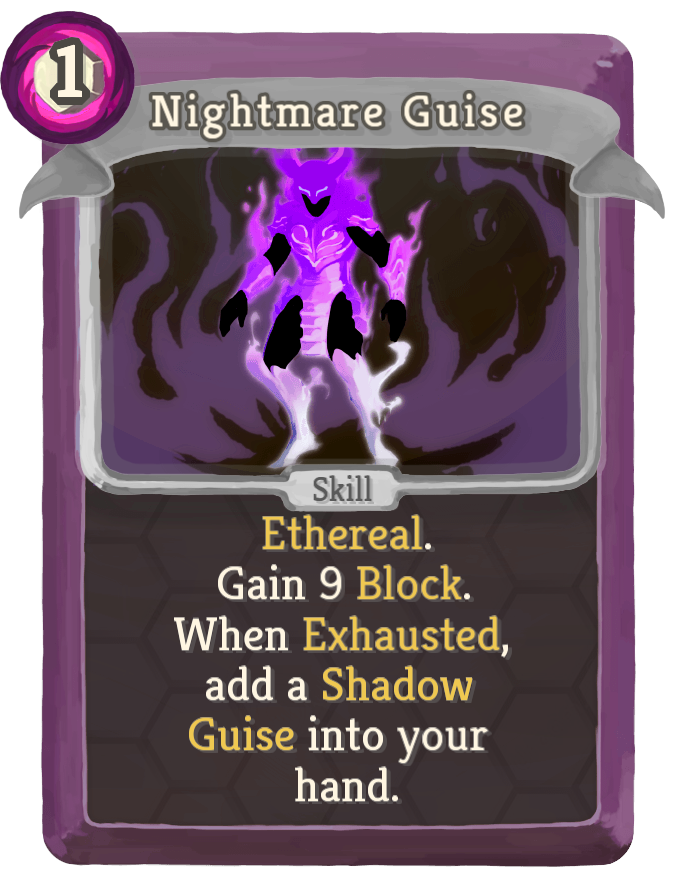 1
Nightmare Guise
Skill
Ethereal.
Gain 9 Block.
When Exhausted,
add a Shadow
Guise into your
hand.